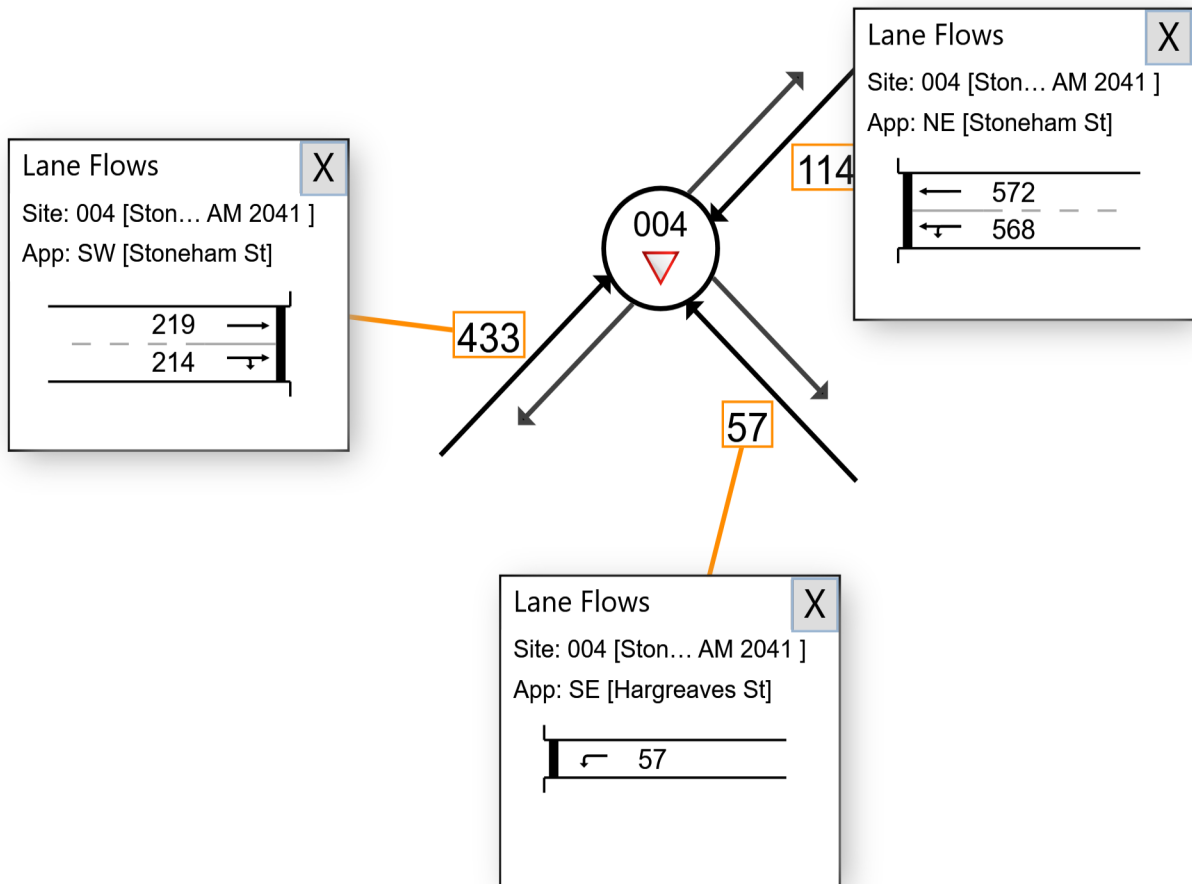 Lane Flows
X
Site: 004 [Ston… AM 2041 ]
App: SW [Stoneham St]
219
214
433
004
114
57
Lane Flows
X
Site: 004 [Ston… AM 2041 ]
App: NE [Stoneham St]
572
568
Lane Flows
X
Site: 004 [Ston… AM 2041 ]
App: SE [Hargreaves St]
57